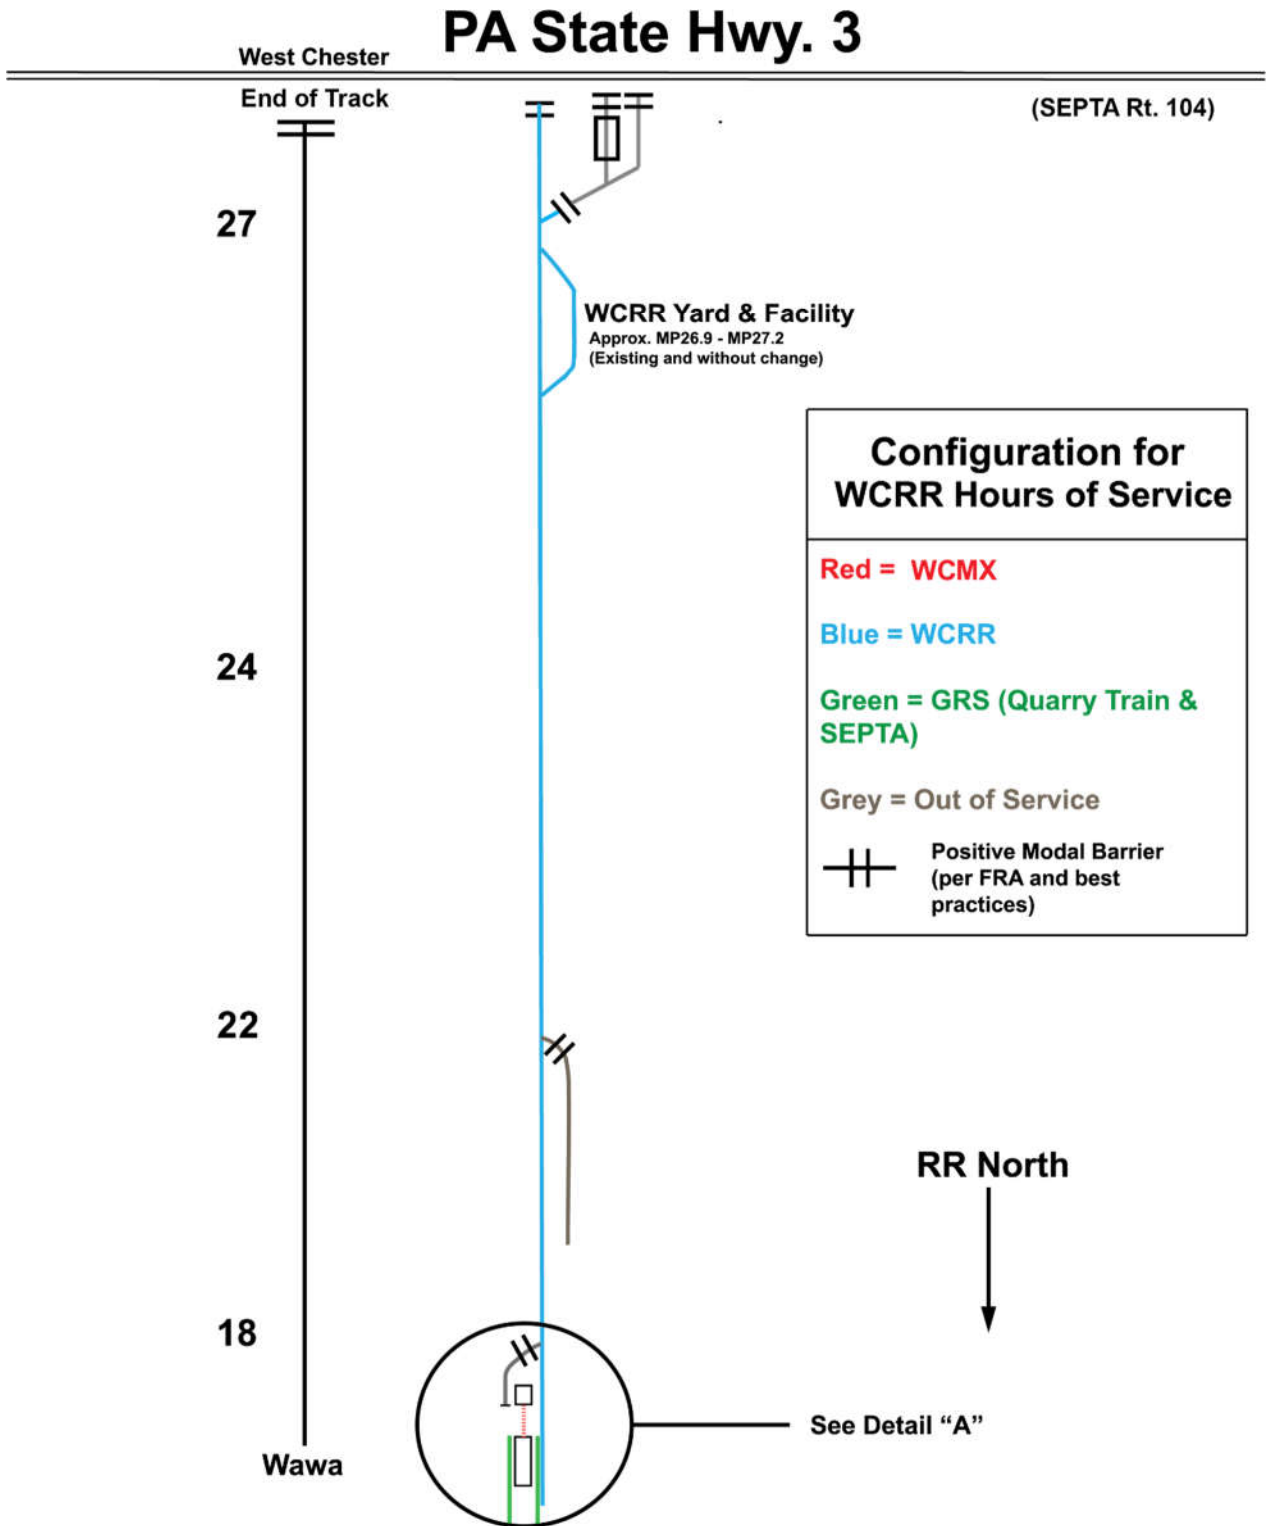 PA State Hwy. 3
West Chester
End of Track
(SEPTA Rt. 104)
27
WCRR Yard & Facility
Approx. MP26.9 - MP27.2
(Existing and without change)
Configuration for
WCRR Hours of Service
Red = WCMX
Blue = WCRR
24
Green = GRS (Quarry Train &
SEPTA)
Grey = Out of Service
Positive Modal Barrier
(per FRA and best
practices)
22
RR North
18
See Detail “A”
Wawa